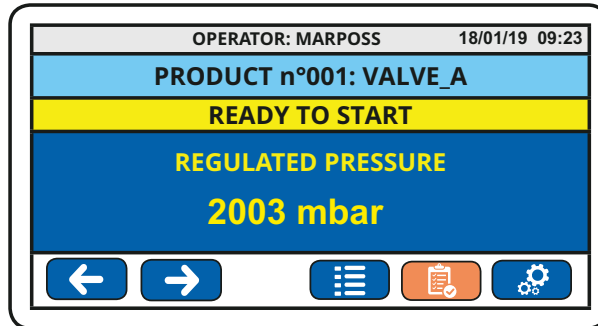 OPERATOR: MARPOSS 18/01/19 09:23
PRODUCT n°001: VALVE_A
READY TO START
REGULATED PRESSURE
2003 mbar